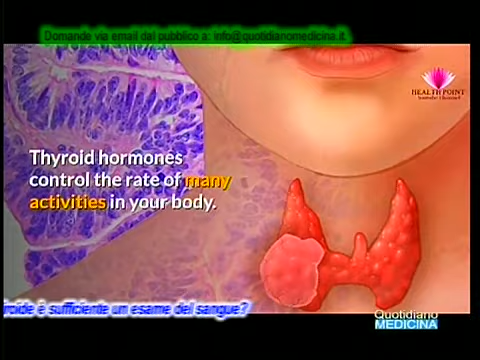 Domande via email dal pubblico a: info@quotidianomedicina.it
HEALTH POINT
Thyroid hormones
control the rate of many
activities in your body.
è sufficiente un esame del sangue?
Quotidiano
MEDICINA